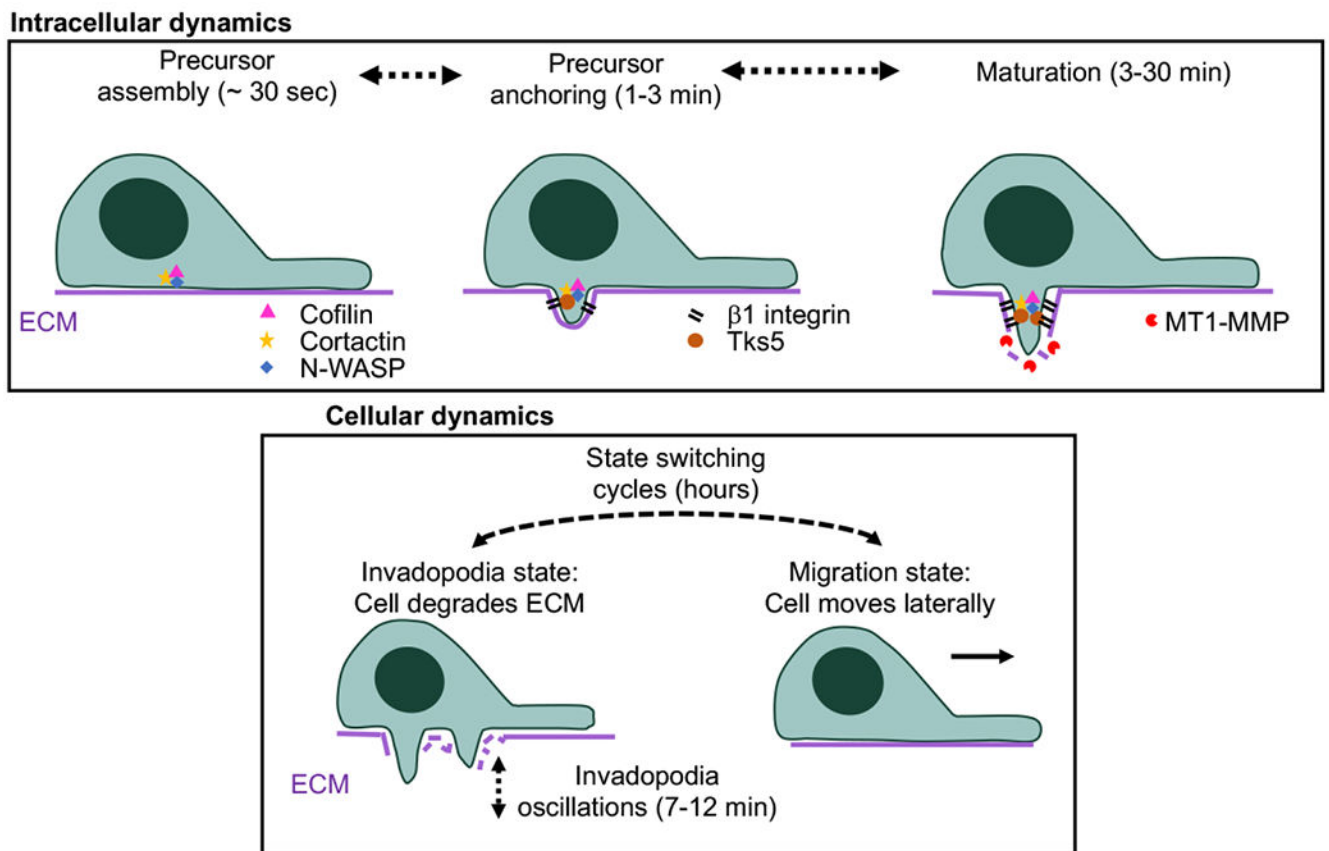 Intracellular dynamics
Precursor
assembly (~ 30 sec)
Precursor
anchoring (1-3 min)
Maturation (3-30 min)
ECM
Cofilin
Cortactin
N-WASP
β1 integrin
Tks5
MT1-MMP
Cellular dynamics
State switching
cycles (hours)
Invadopodia state:
Cell degrades ECM
Migration state:
Cell moves laterally
ECM
Invadopodia
oscillations (7-12 min)